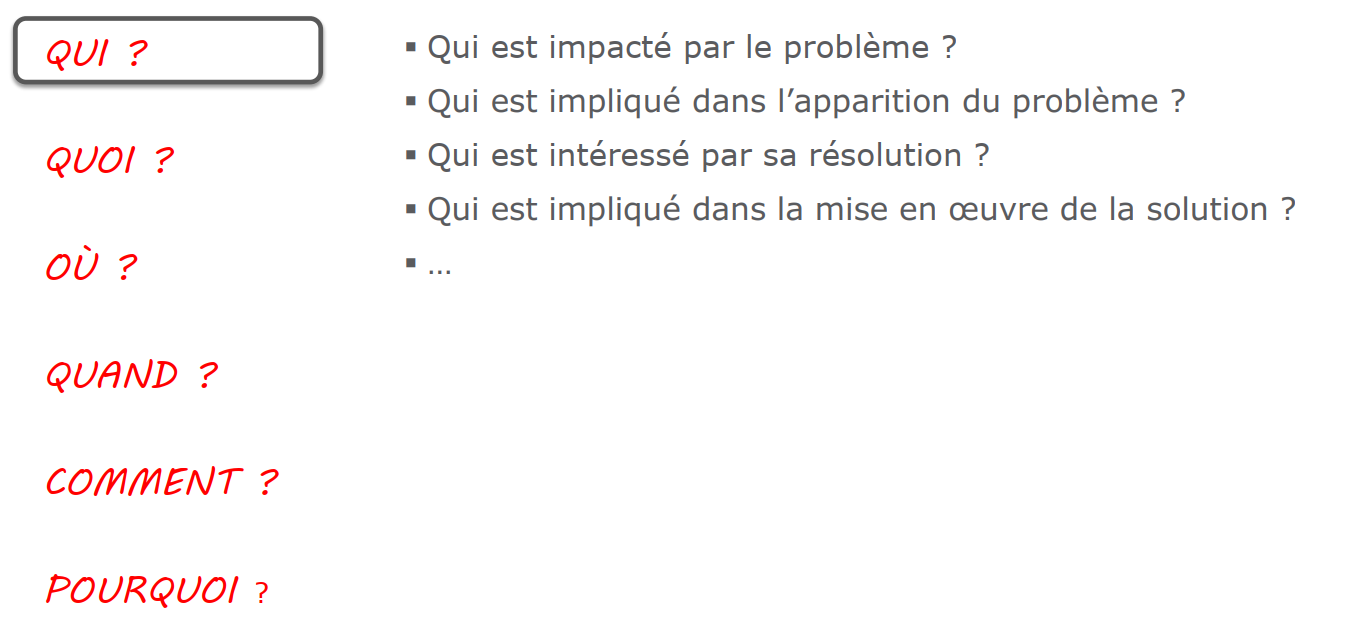 QUI ?
▪ Qui est impacté par le problème ?
▪ Qui est impliqué dans l’apparition du problème ?
▪ Qui est intéressé par sa résolution ?
▪ Qui est impliqué dans la mise en œuvre de la solution ?
▪ …
QUOI ?
OÙ ?
QUAND ?
COMMENT ?
POURQUOI ?